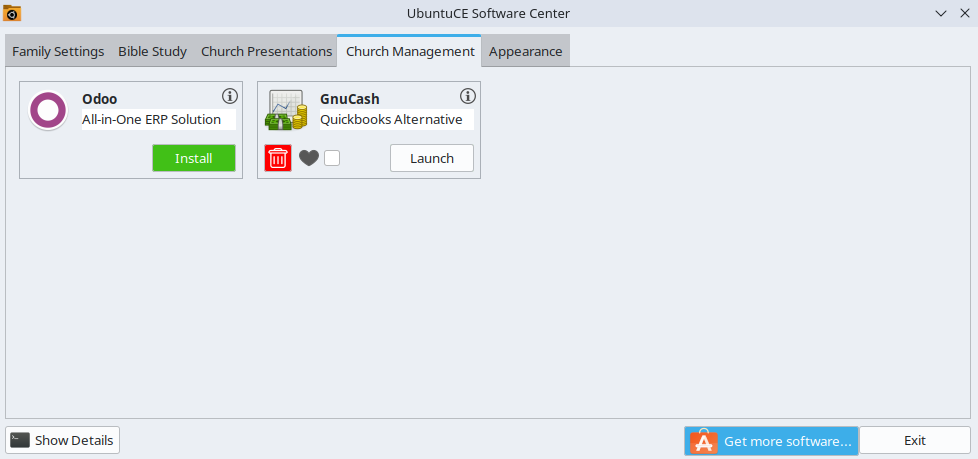 UbuntuCE Software Center
Family Settings Bible Study Church Presentations Church Management Appearance
Odoo
All-in-One ERP Solution
Install
GnuCash
Quickbooks Alternative
Launch
Show Details
Get more software...
Exit